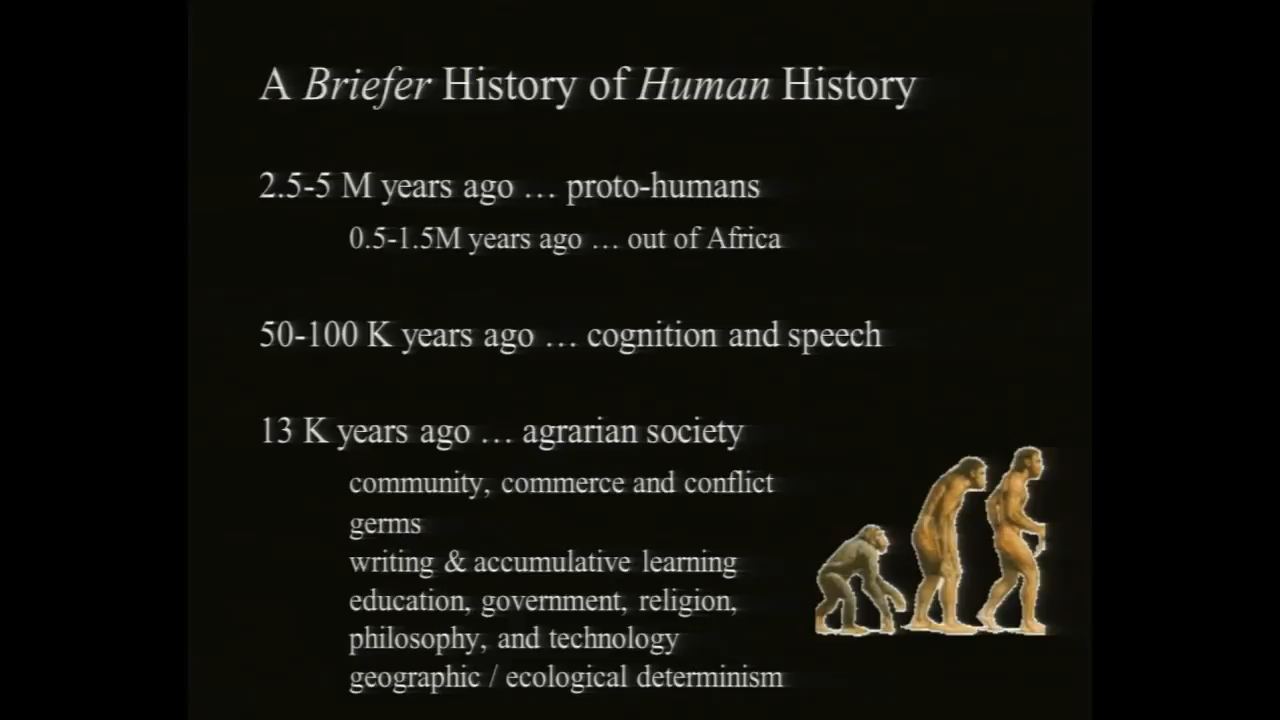 A Briefer History of Human History
2.5-5 M years ago … proto-humans
0.5-1.5M years ago … out of Africa
50-100 K years ago … cognition and speech
13 K years ago … agrarian society
community, commerce and conflict
germs
writing & accumulative learning
education, government, religion,
philosophy, and technology
geographic / ecological determinism